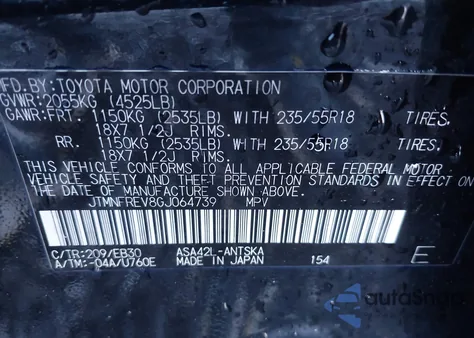 MFD.BY:TOYOTA MOTOR CORPORATION
GVWR:2055KG (4525LB)
GAWR:FRT. 1150KG (2535LB) WITH 235/55R18 TIRES.
18X7 1/2J RIMS.
RR. 1150KG (2535LB) WITH 235/55R18 TIRES.
18X7 1/2J RIMS.
THIS VEHICLE CONFORMS TO ALL APPLICABLE FEDERAL MOTOR
VEHICLE SAFETY AND THEFT PREVENTION STANDARDS IN EFFECT ON
THE DATE OF MANUFACTURE SHOWN ABOVE.
JTMNFREV8GJ064739 MPV
C/TR:209/EB30 ASA42L-ANTSKA
A/TM:-04A/U760E MADE IN JAPAN 154 E
autoSnap